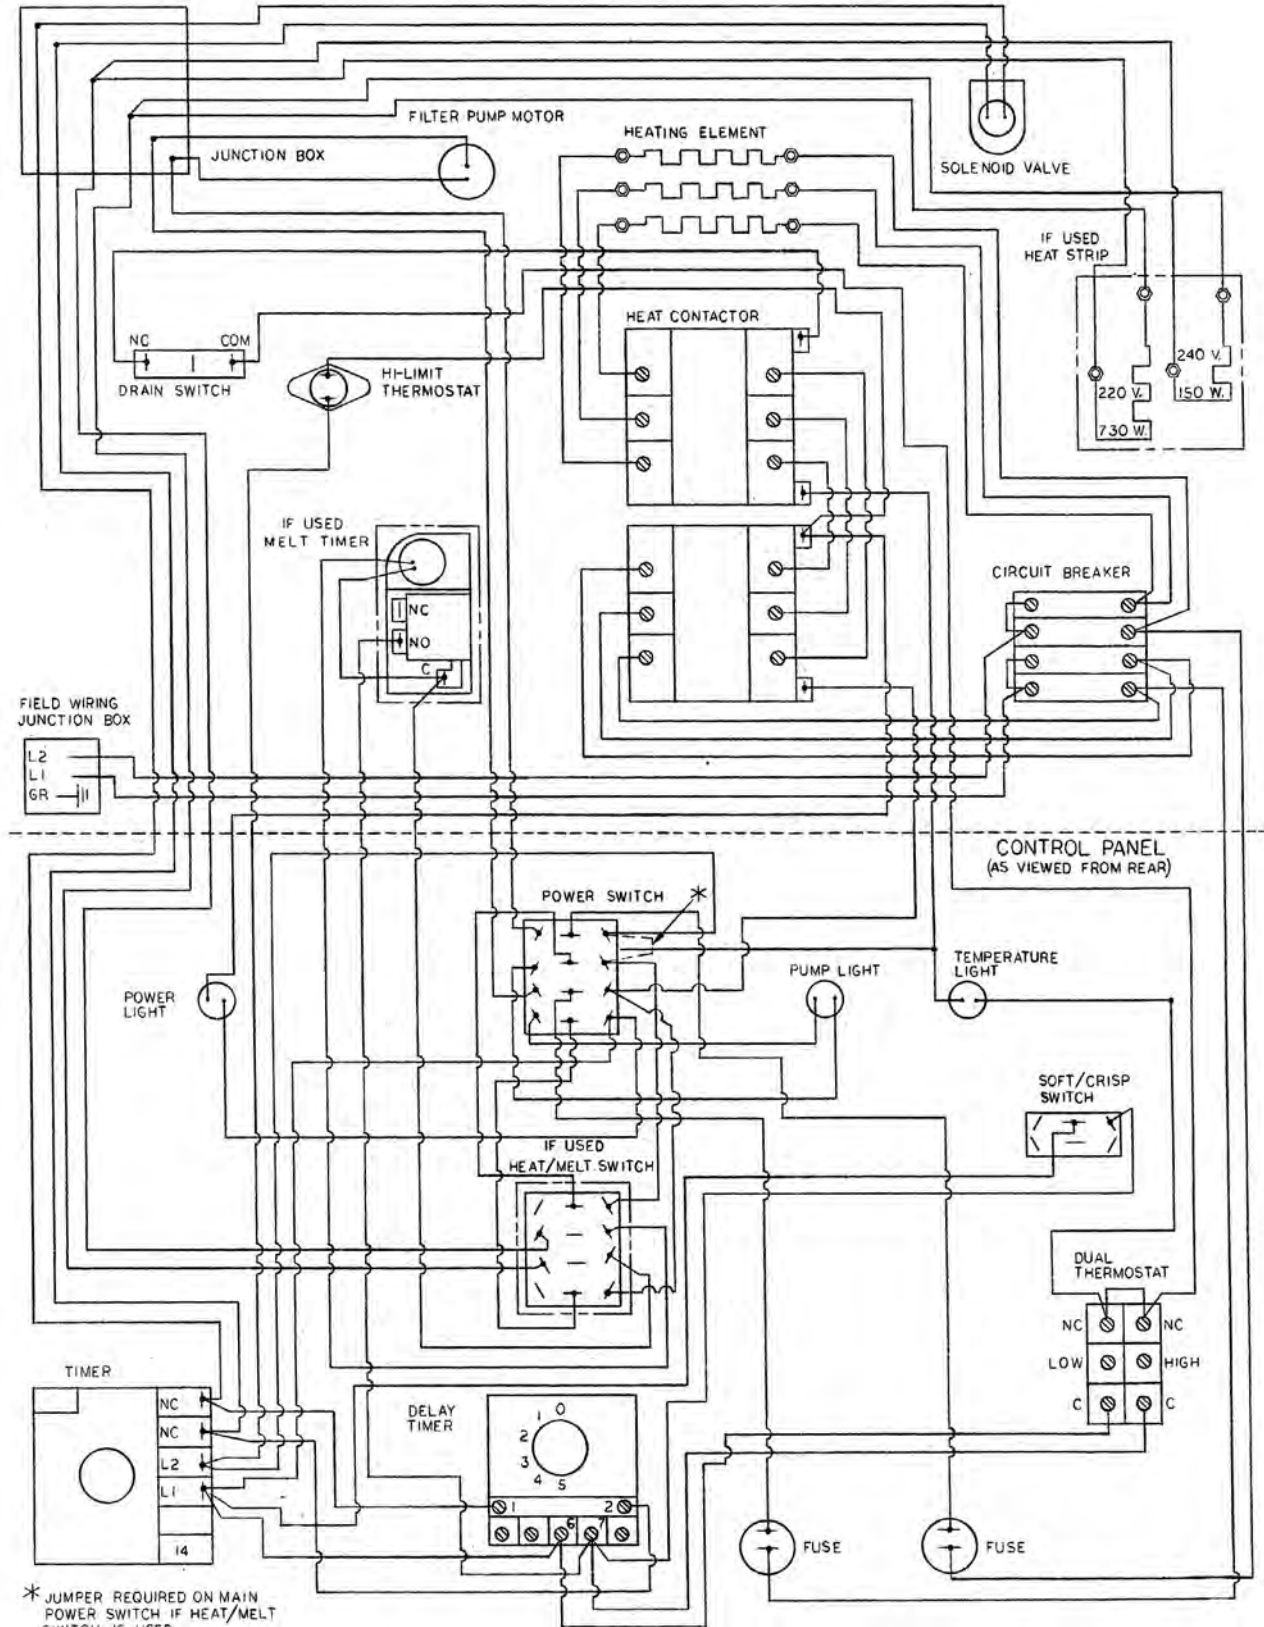 FILTER PUMP MOTOR
JUNCTION BOX
HEATING ELEMENT
SOLENOID VALVE
IF USED
HEAT STRIP
HEAT CONTACTOR
NC
COM
DRAIN SWITCH
HI-LIMIT
THERMOSTAT
240 V.
220 V.
150 W.
730 W.
IF USED
MELT TIMER
NC
NO
C
CIRCUIT BREAKER
FIELD WIRING
JUNCTION BOX
L2
L1
GR
CONTROL PANEL
(AS VIEWED FROM REAR)
POWER SWITCH
*
PUMP LIGHT
TEMPERATURE
LIGHT
POWER
LIGHT
SOFT/CRISP
SWITCH
IF USED
HEAT/MELT SWITCH
DUAL
THERMOSTAT
NC
NC
LOW
HIGH
C
C
TIMER
NC
NC
L2
L1
14
DELAY
TIMER
0
1
2
3
4
5
1
2
6
7
FUSE
FUSE
* JUMPER REQUIRED ON MAIN
POWER SWITCH IF HEAT/MELT